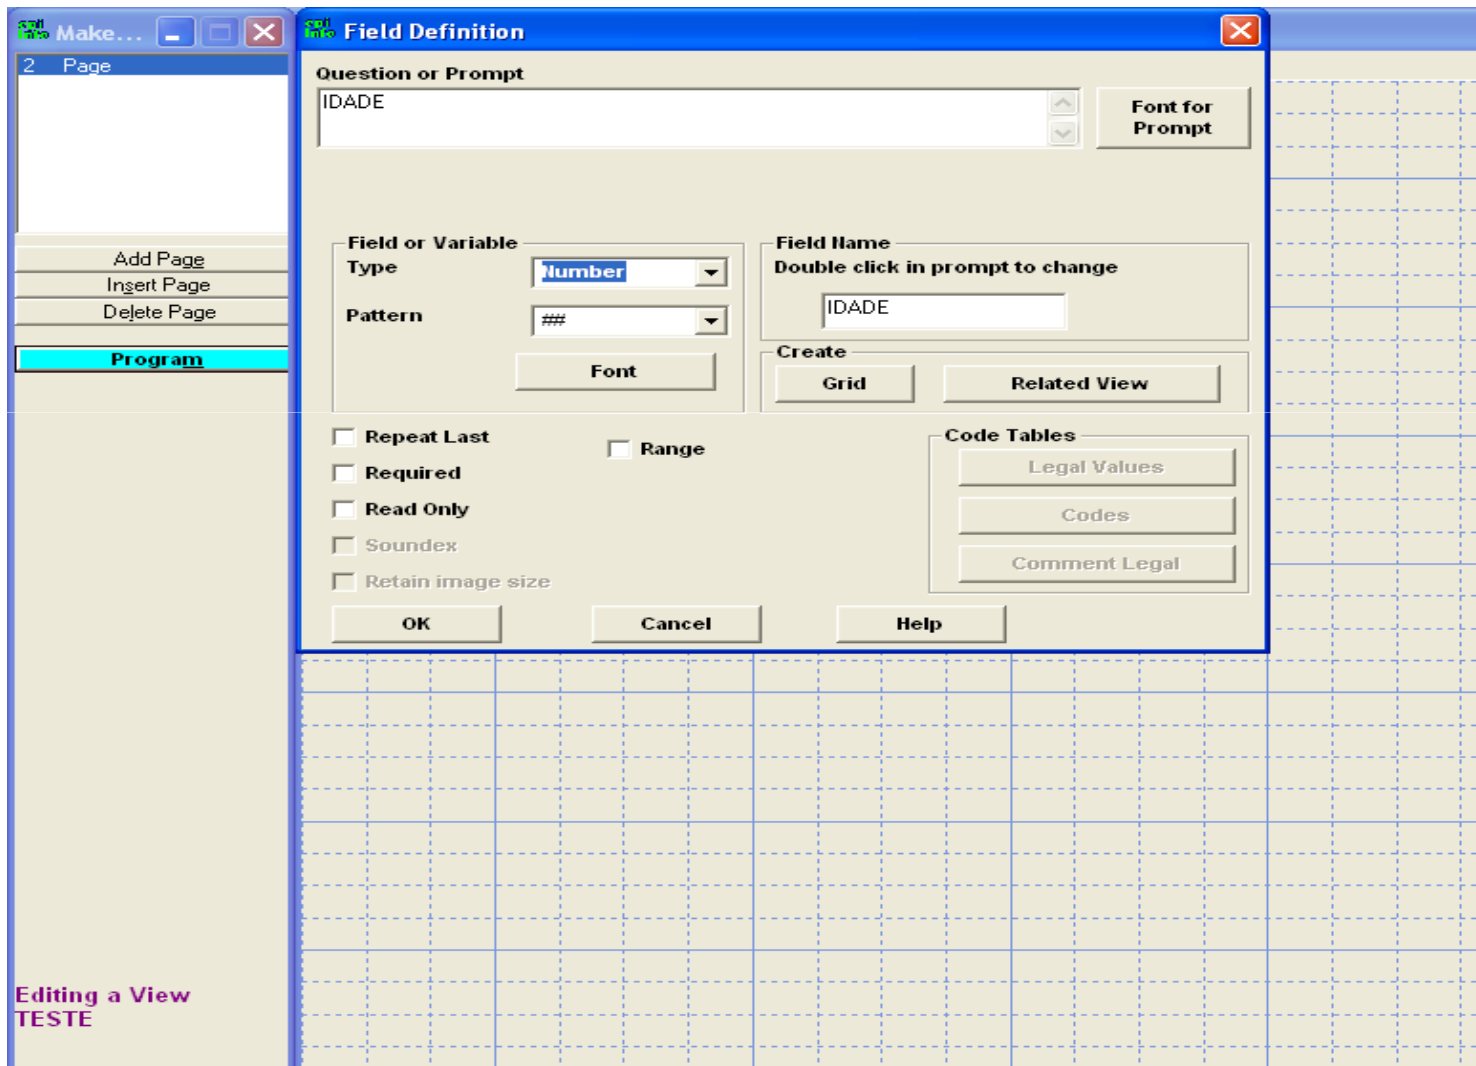 Make...
2 Page
Add Page
Insert Page
Delete Page
Program
Editing a View
TESTE
Field Definition
Question or Prompt
IDADE
Font for
Prompt
Field or Variable
Type
Number
Pattern
##
Font
Field Name
Double click in prompt to change
IDADE
Create
Grid
Related View
Repeat Last
Required
Read Only
Soundex
Retain image size
Range
Code Tables
Legal Values
Codes
Comment Legal
OK
Cancel
Help